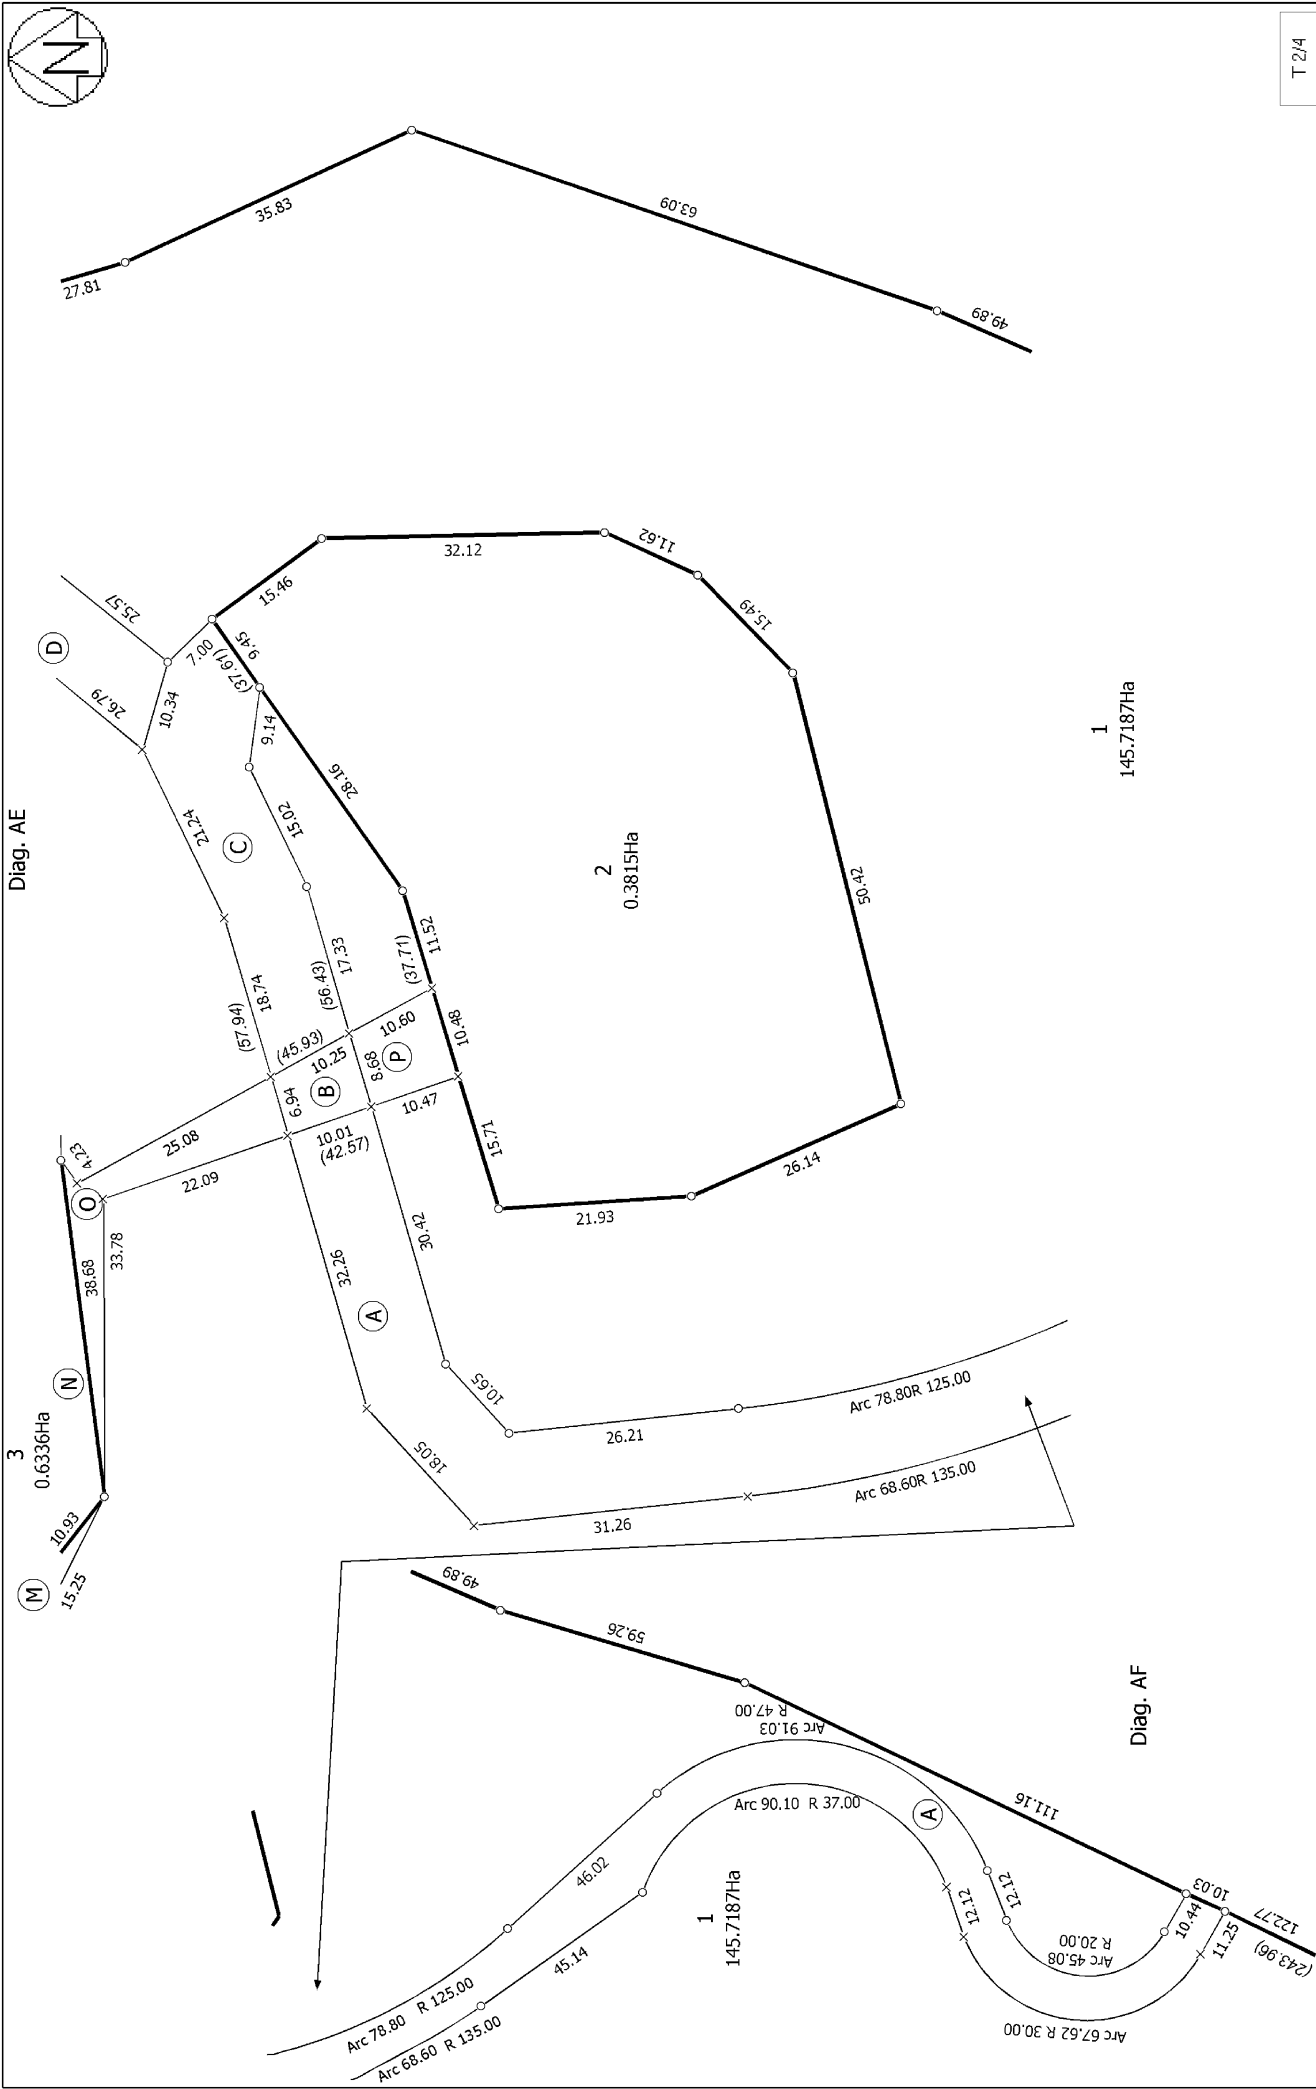 N
T 2/4
27.81
35.83
63.09
49.89
Diag. AE
D
25.57
26.79
10.34
7.00
9.45
(37.61)
15.46
32.12
11.62
15.49
50.42
26.14
21.93
15.71
10.48
11.52
(37.71)
28.16
9.14
15.02
17.33
(56.43)
C
21.24
18.74
(57.94)
(45.93)
10.25
10.60
P
8.68
B
6.94
10.01
(42.57)
10.47
25.08
4.23
22.09
O
33.78
38.68
N
2
0.3815Ha
1
145.7187Ha
3
0.6336Ha
10.93
15.25
M
32.26
A
30.42
10.65
18.05
26.21
31.26
Arc 78.80R 125.00
Arc 68.60R 135.00
49.89
59.26
R 47.00
Arc 91.03
Arc 90.10 R 37.00
A
111.16
Diag. AF
46.02
45.14
1
145.7187Ha
12.12
12.12
Arc 45.08
R 20.00
Arc 67.62 R 30.00
10.44
10.03
11.25
122.77
(243.96)
Arc 78.80 R 125.00
Arc 68.60 R 135.00